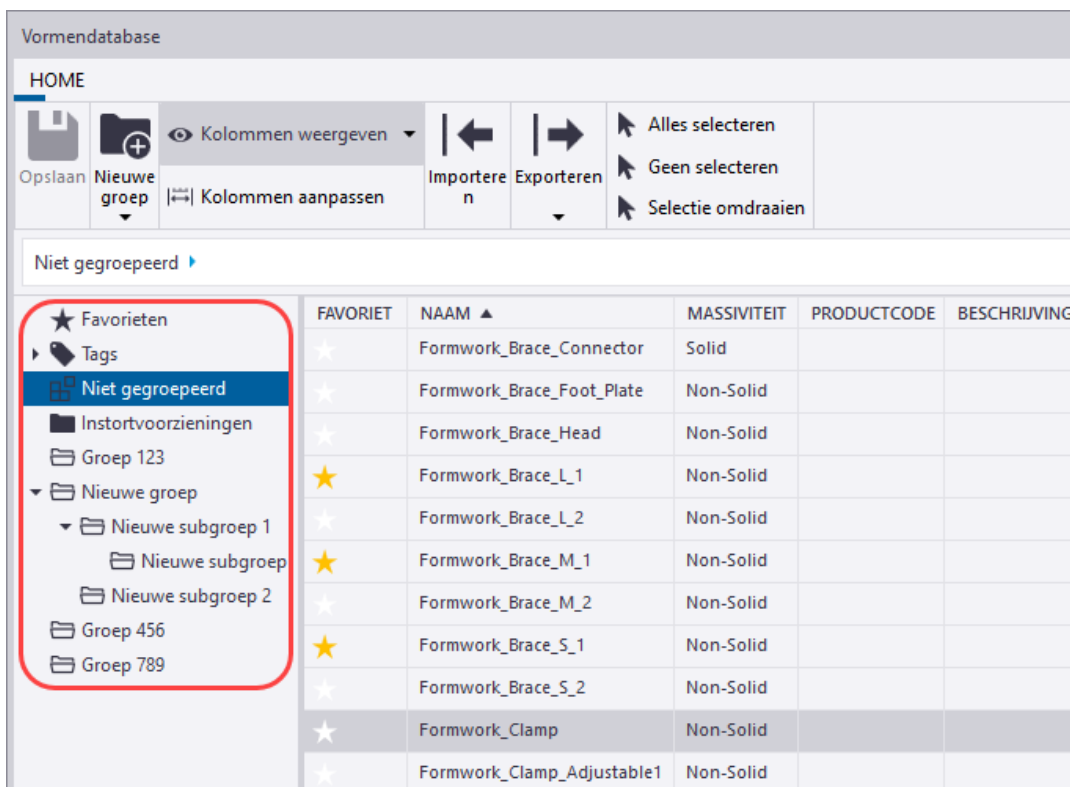 Vormendatabase
HOME
Opslaan
Nieuwe
groep
Kolommen weergeven
Kolommen aanpassen
Importere
n
Exporteren
Alles selecteren
Geen selecteren
Selectie omdraaien
Niet gegroepeerd
Favorieten
Tags
Niet gegroepeerd
Instortvoorzieningen
Groep 123
Nieuwe groep
Nieuwe subgroep 1
Nieuwe subgroep
Nieuwe subgroep 2
Groep 456
Groep 789
FAVORIET NAAM MASSIVITEIT PRODUCTCODE BESCHRIJVING
Formwork_Brace_Connector Solid
Formwork_Brace_Foot_Plate Non-Solid
Formwork_Brace_Head Non-Solid
Formwork_Brace_L_1 Non-Solid
Formwork_Brace_L_2 Non-Solid
Formwork_Brace_M_1 Non-Solid
Formwork_Brace_M_2 Non-Solid
Formwork_Brace_S_1 Non-Solid
Formwork_Brace_S_2 Non-Solid
Formwork_Clamp Non-Solid
Formwork_Clamp_Adjustable1 Non-Solid